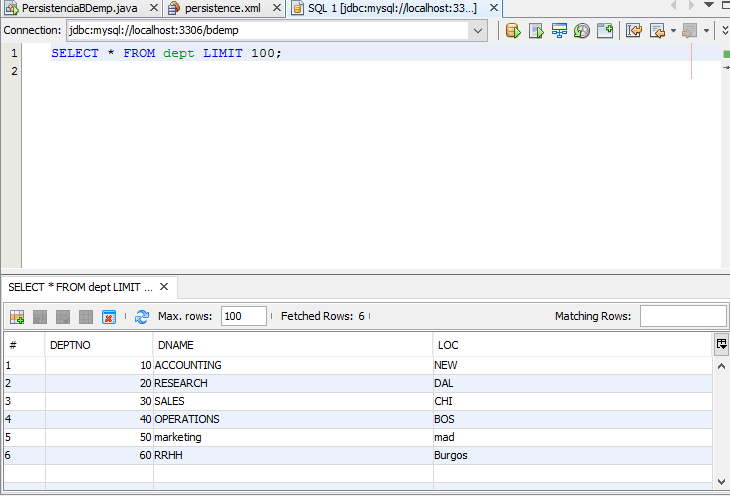 PersistenciaBDemp.java persistence.xml SQL 1 [jdbc:mysql://localhost:33...]
Connection: jdbc:mysql://localhost:3306/bdemp
1 SELECT * FROM dept LIMIT 100;
2
SELECT * FROM dept LIMIT ...
Max. rows: 100 Fetched Rows: 6 Matching Rows:
# DEPTNO DNAME LOC
1 10 ACCOUNTING NEW
2 20 RESEARCH DAL
3 30 SALES CHI
4 40 OPERATIONS BOS
5 50 marketing mad
6 60 RRHH Burgos